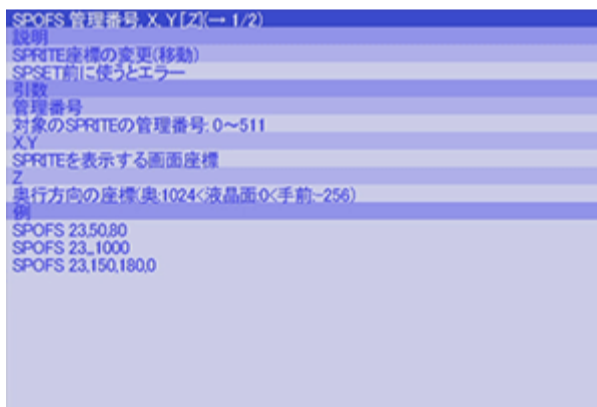 SPOFS 管理番号, X, Y [,Z](→ 1/2)
説明
SPRITE座標の変更(移動)
SPSET前に使うとエラー
引数
管理番号
対象のSPRITEの管理番号: 0～511
X,Y
SPRITEを表示する画面座標
Z
奥行方向の座標(奥:1024<液晶面:0<手前:-256)
例
SPOFS 23,50,80
SPOFS 23,,,1000
SPOFS 23,150,180,0